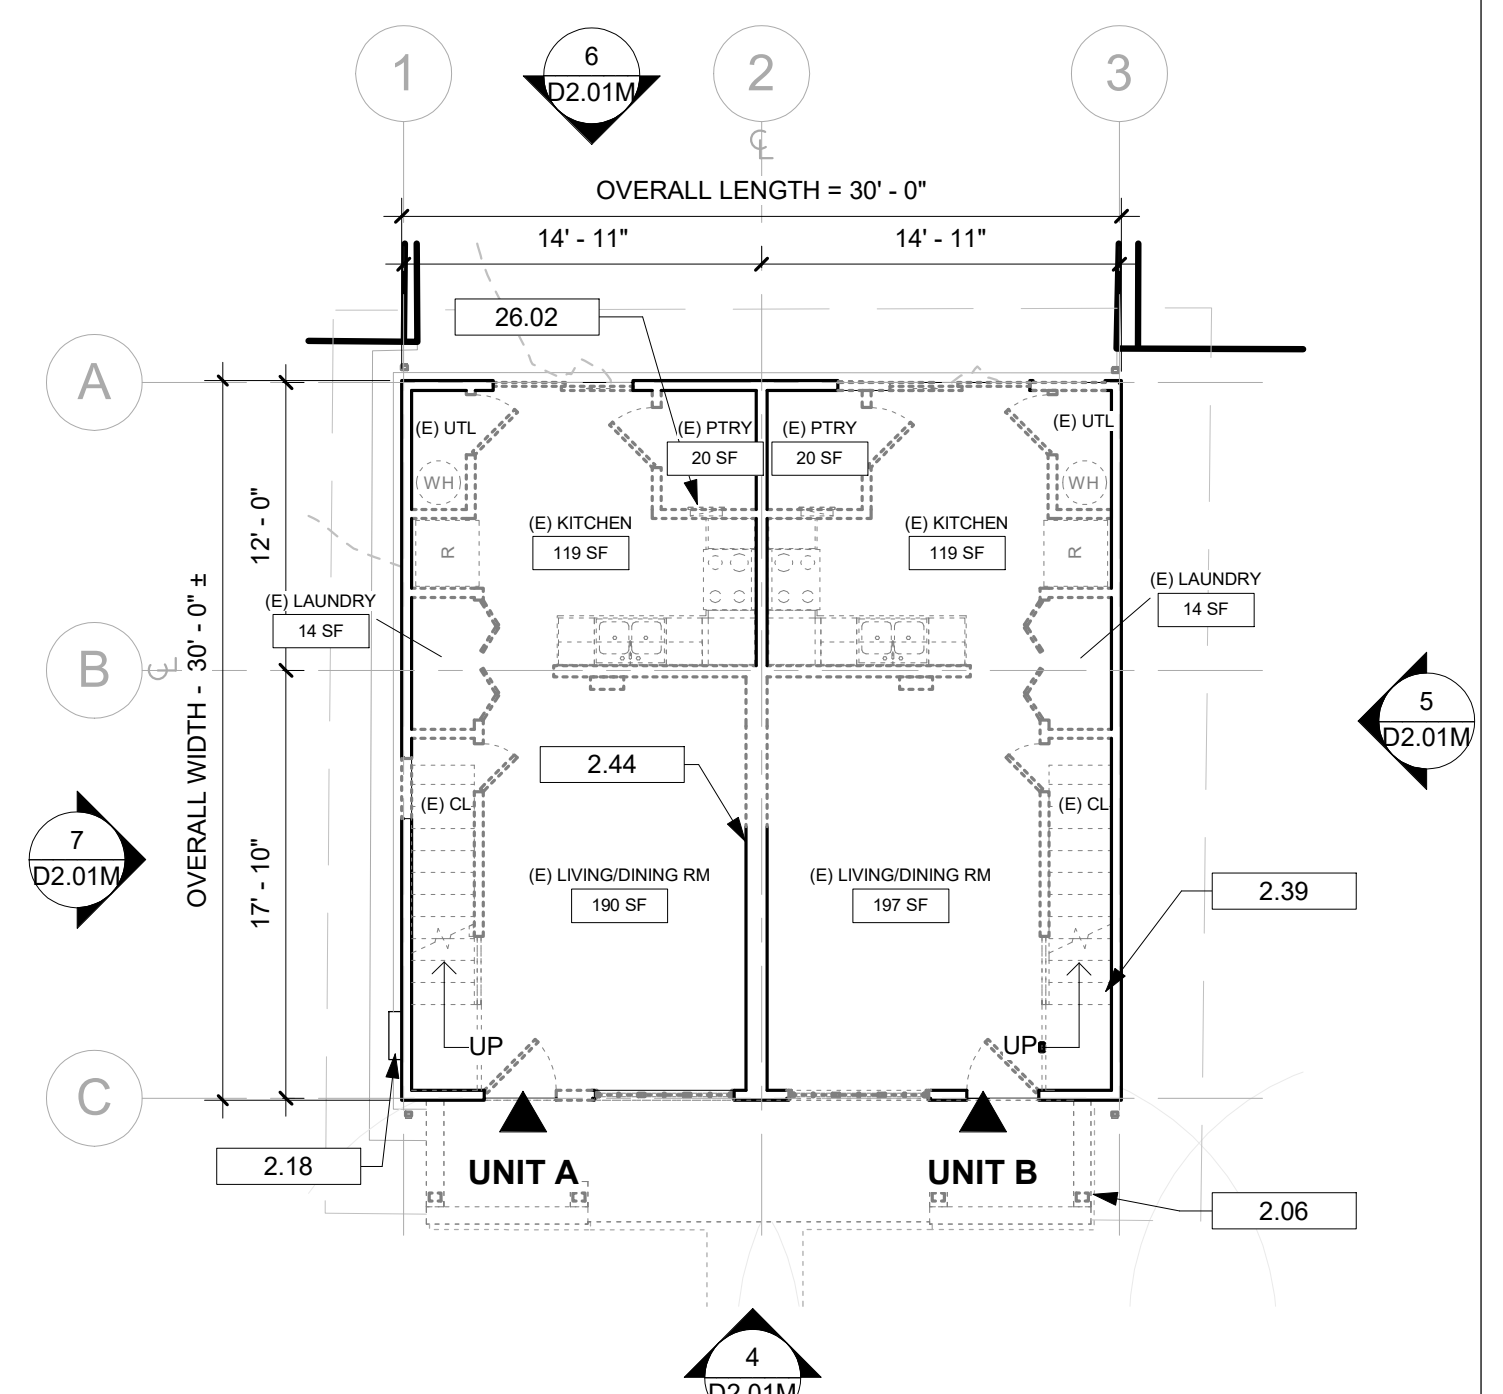 1
6
D2.01M
2
3
CL
OVERALL LENGTH = 30' - 0"
14' - 11"
14' - 11"
26.02
A
(E) UTL
(E) PTRY
20 SF
(E) PTRY
20 SF
(E) UTL
WH
WH
12' - 0"
(E) KITCHEN
119 SF
(E) KITCHEN
119 SF
R
R
(E) LAUNDRY
14 SF
(E) LAUNDRY
14 SF
B
CL
OVERALL WIDTH - 30' - 0" ±
5
D2.01M
2.44
(E) CL
(E) CL
7
D2.01M
17' - 10"
(E) LIVING/DINING RM
190 SF
(E) LIVING/DINING RM
197 SF
2.39
UP
UP
C
2.18
UNIT A
UNIT B
2.06
4
D2.01M